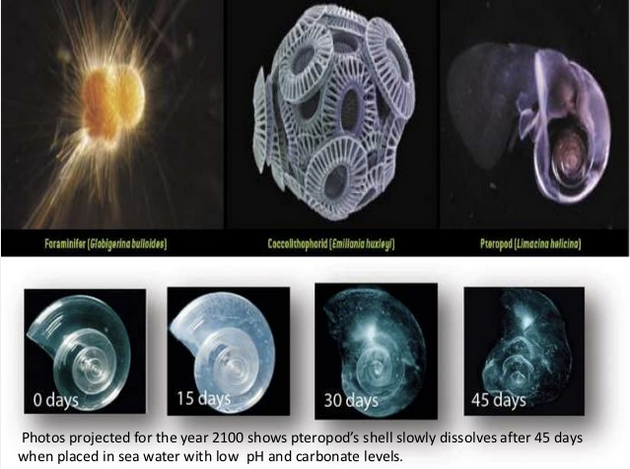 Foraminifer (Globigerina bulloides)
Coccolithophorid (Emiliania huxleyi)
Pteropod (Limacina helicina)
0 days
15 days
30 days
45 days
Photos projected for the year 2100 shows pteropod's shell slowly dissolves after 45 days
when placed in sea water with low pH and carbonate levels.